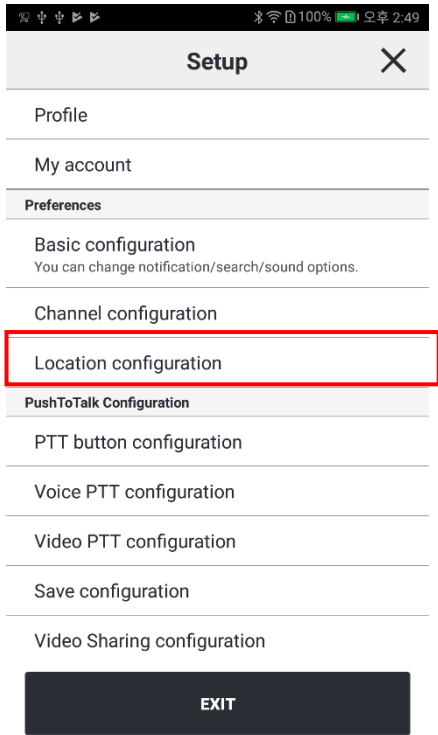 100% 오후 2:49
Setup
Profile
My account
Preferences
Basic configuration
You can change notification/search/sound options.
Channel configuration
Location configuration
PushToTalk Configuration
PTT button configuration
Voice PTT configuration
Video PTT configuration
Save configuration
Video Sharing configuration
EXIT